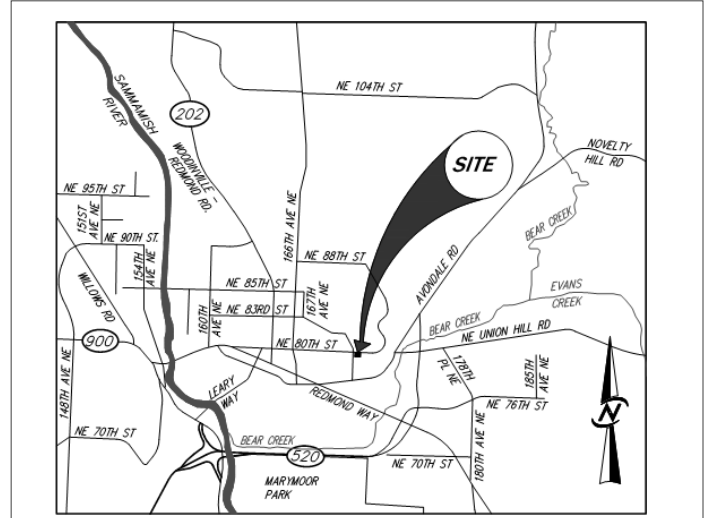 NE 104TH ST
SAMMAMISH
RIVER
202
WOODINVILLE –
REDMOND RD.
166TH AVE NE
SITE
NOVELTY
HILL RD
NE 95TH ST
151ST
AVE NE
NE 90TH ST.
154TH
AVE NE
BEAR CREEK
NE 88TH ST
AVONDALE RD
WILLOWS RD
NE 85TH ST
167TH
AVE NE
160TH
AVE NE
NE 83RD ST
EVANS
CREEK
BEAR CREEK
NE UNION HILL RD
900
NE 80TH ST
148TH AVE NE
LEARY
WAY
REDMOND WAY
178TH
PL NE
185TH
AVE NE
NE 76TH ST
N
NE 70TH ST
BEAR CREEK
520
NE 70TH ST
180TH AVE NE
MARYMOOR
PARK